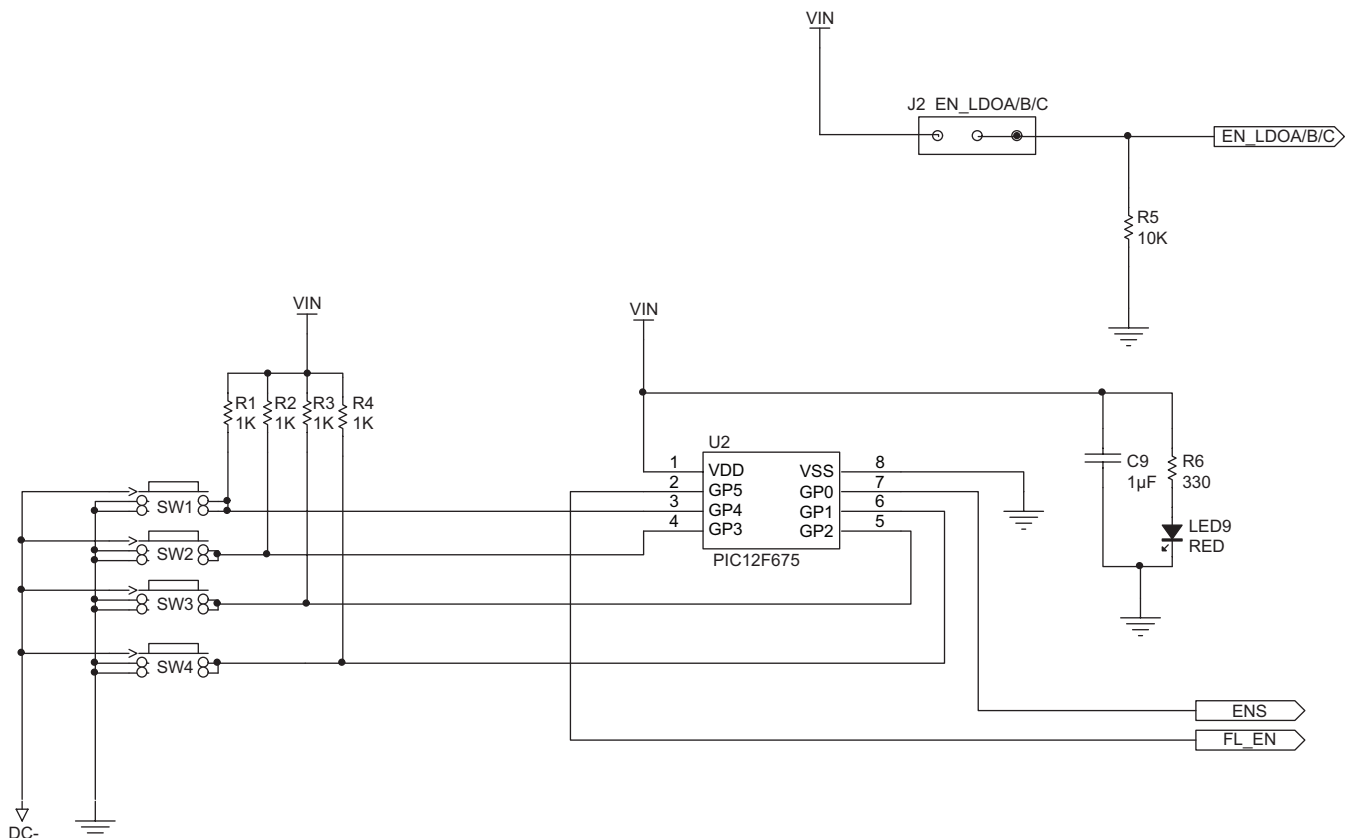 VIN
J2 EN_LDOA/B/C
EN_LDOA/B/C
R5
10K
VIN
VIN
R1
1K
R2
1K
R3
1K
R4
1K
U2
1 VDD VSS 8
2 GP5 GP0 7
3 GP4 GP1 6
4 GP3 GP2 5
PIC12F675
C9
1µF
R6
330
LED9
RED
SW1
SW2
SW3
SW4
ENS
FL_EN
DC-